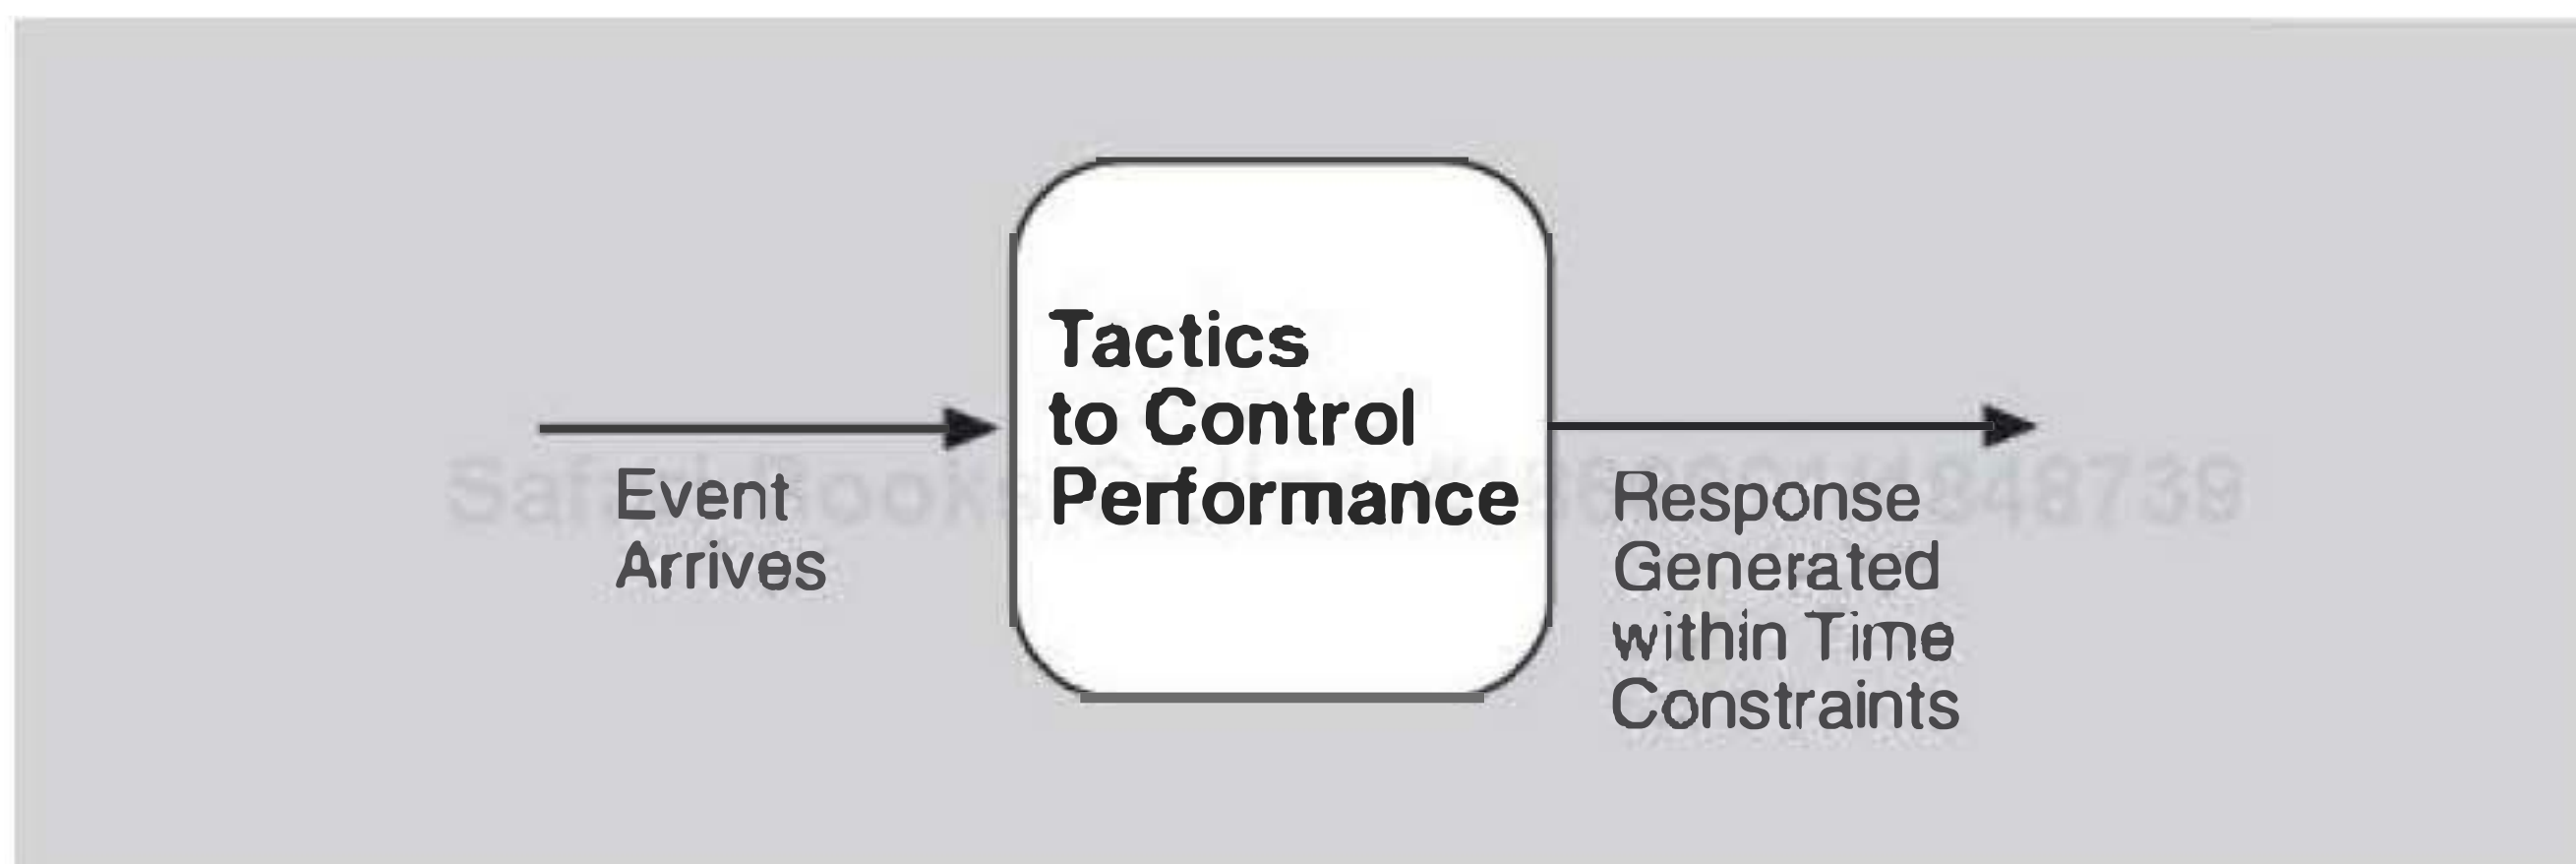 Event
Arrives
Tactics
to Control
Performance
Response
Generated
within Time
Constraints